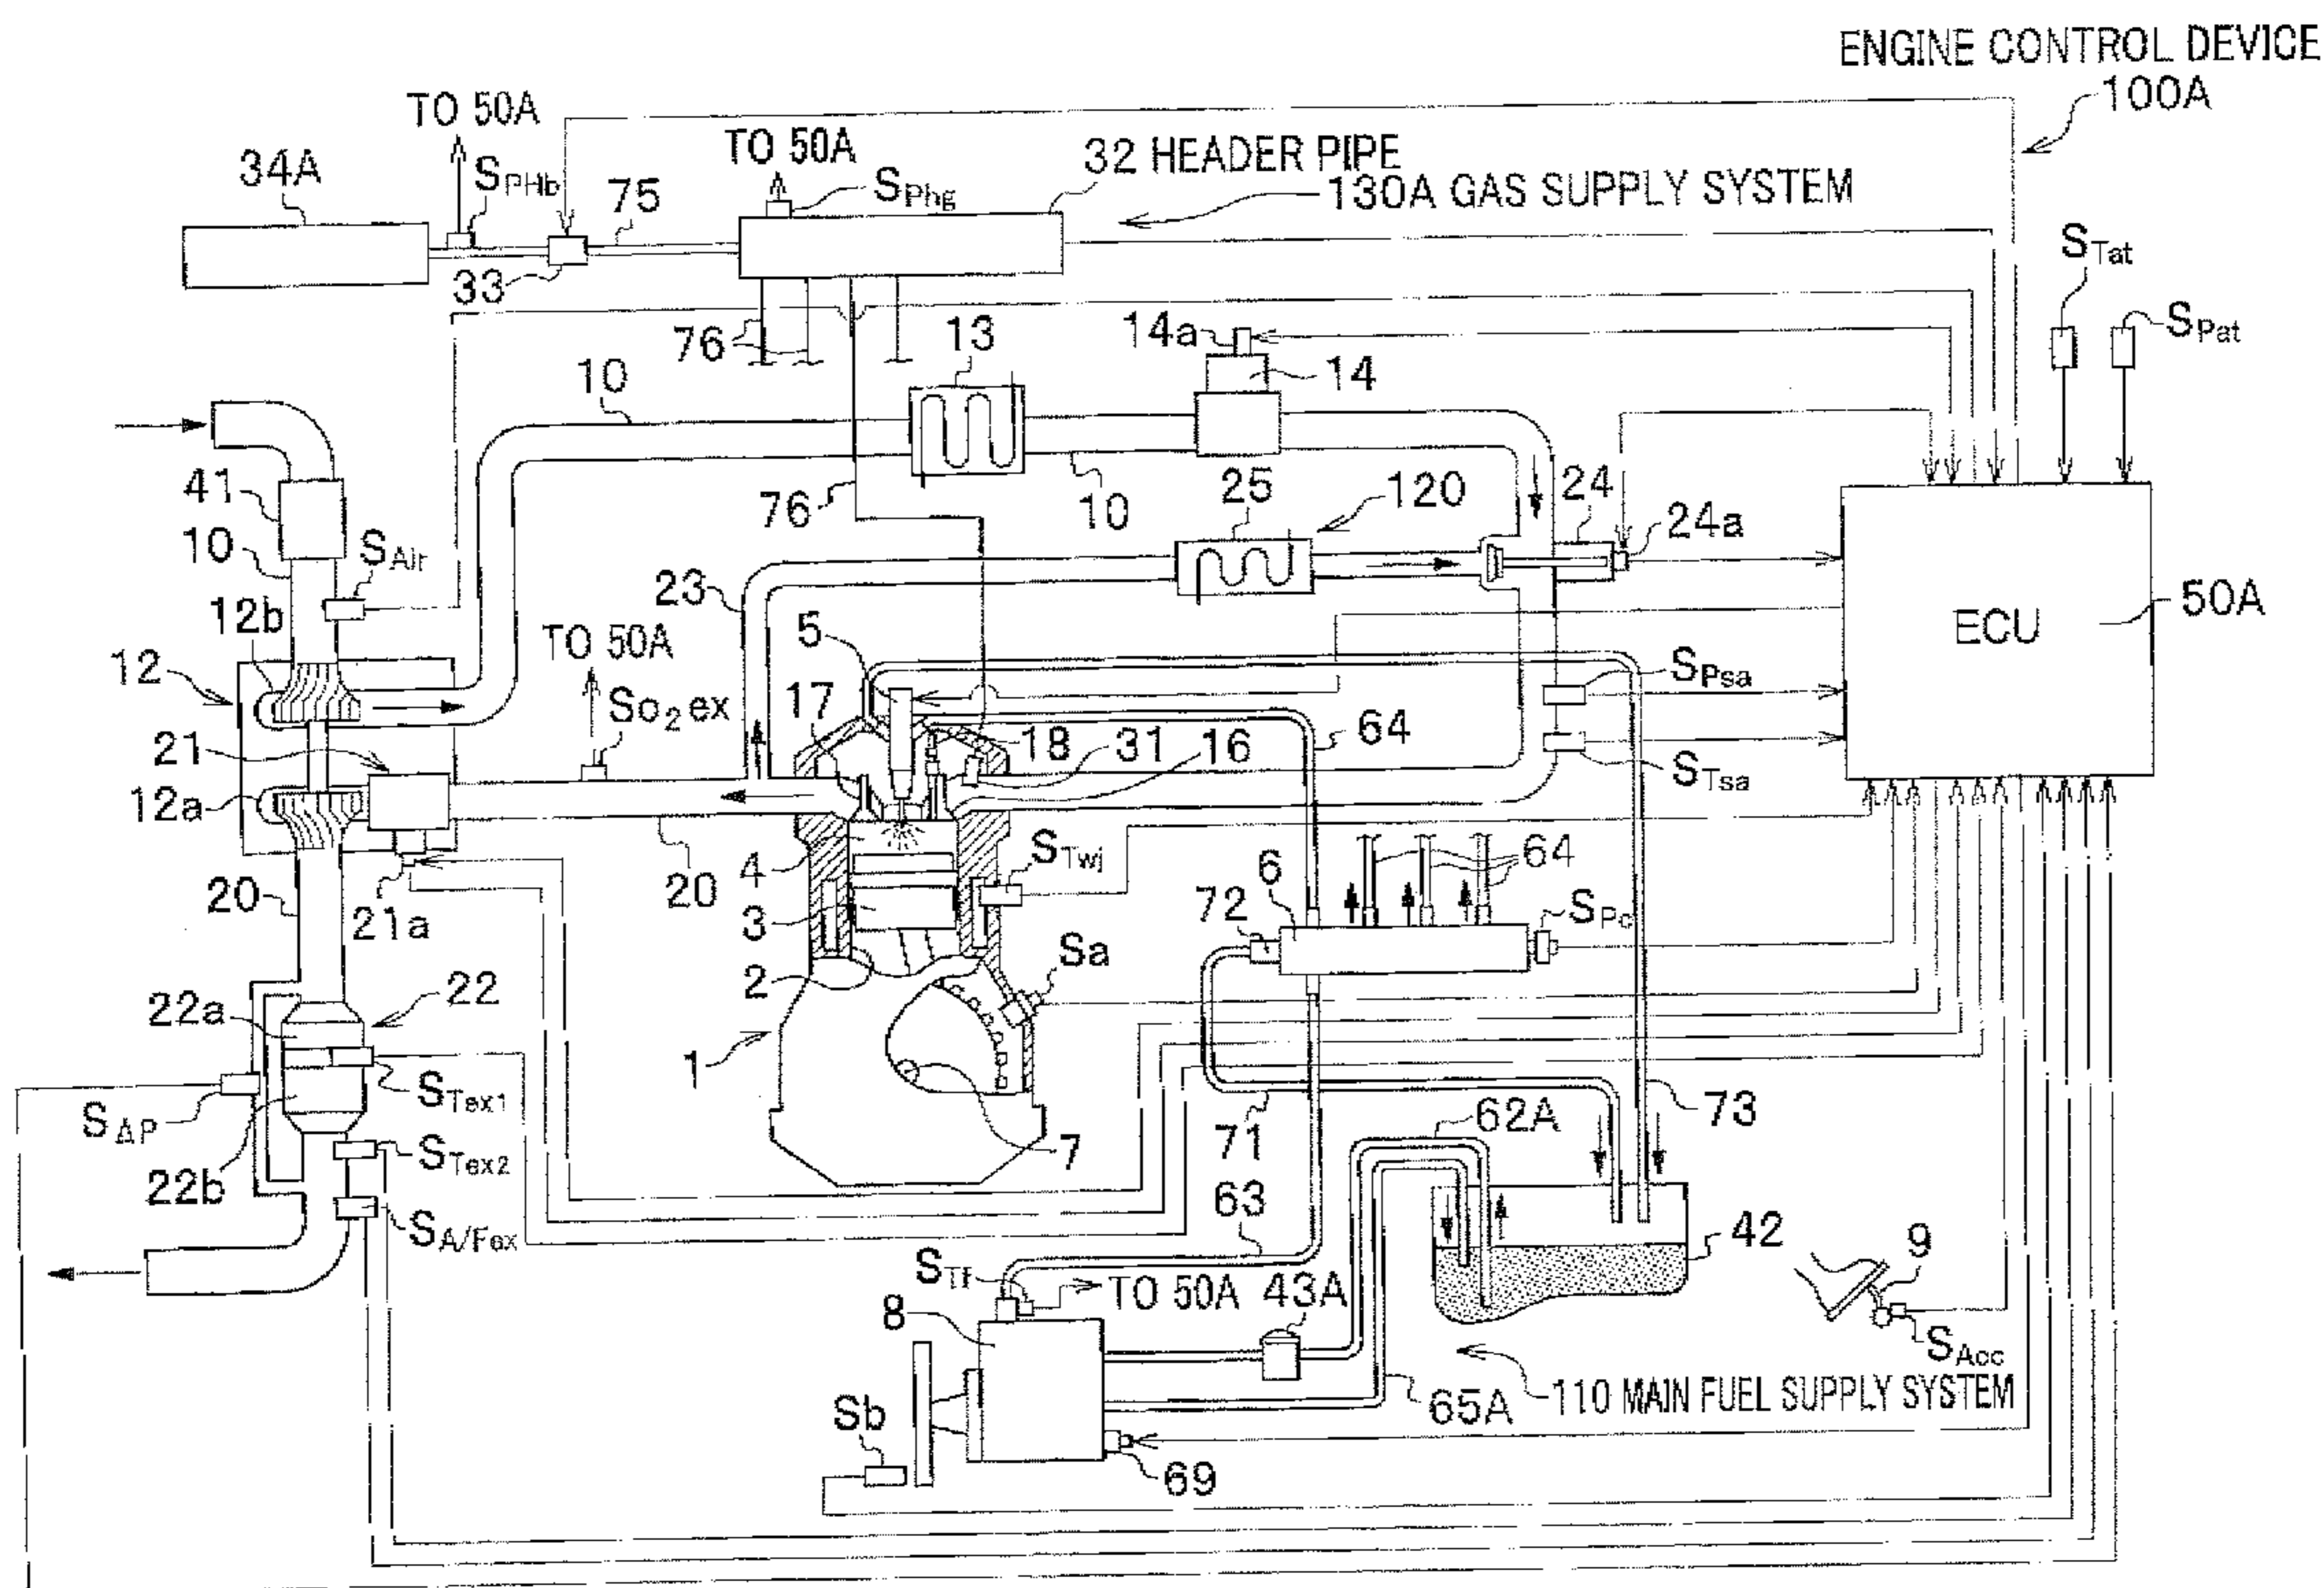 ENGINE CONTROL DEVICE
100A
TO 50A
TO 50A
34A
SPHb
75
SPhg
32 HEADER PIPE
130A GAS SUPPLY SYSTEM
33
STat
SPat
76
13
14a
14
10
41
10
SAir
76
10
25
120
24
24a
23
12b
5
TO 50A
ECU
50A
12
17
So2 ex
18
31
16
64
SPsa
21
12a
STsa
4
STwj
64
20
21a
20
3
72
6
SPc
2
Sa
22a
22
1
STex1
SΔP
71
62A
73
7
22b
STex2
63
SA/Fex
42
9
STf
TO 50A
43A
8
SAcc
Sb
65A
110 MAIN FUEL SUPPLY SYSTEM
69